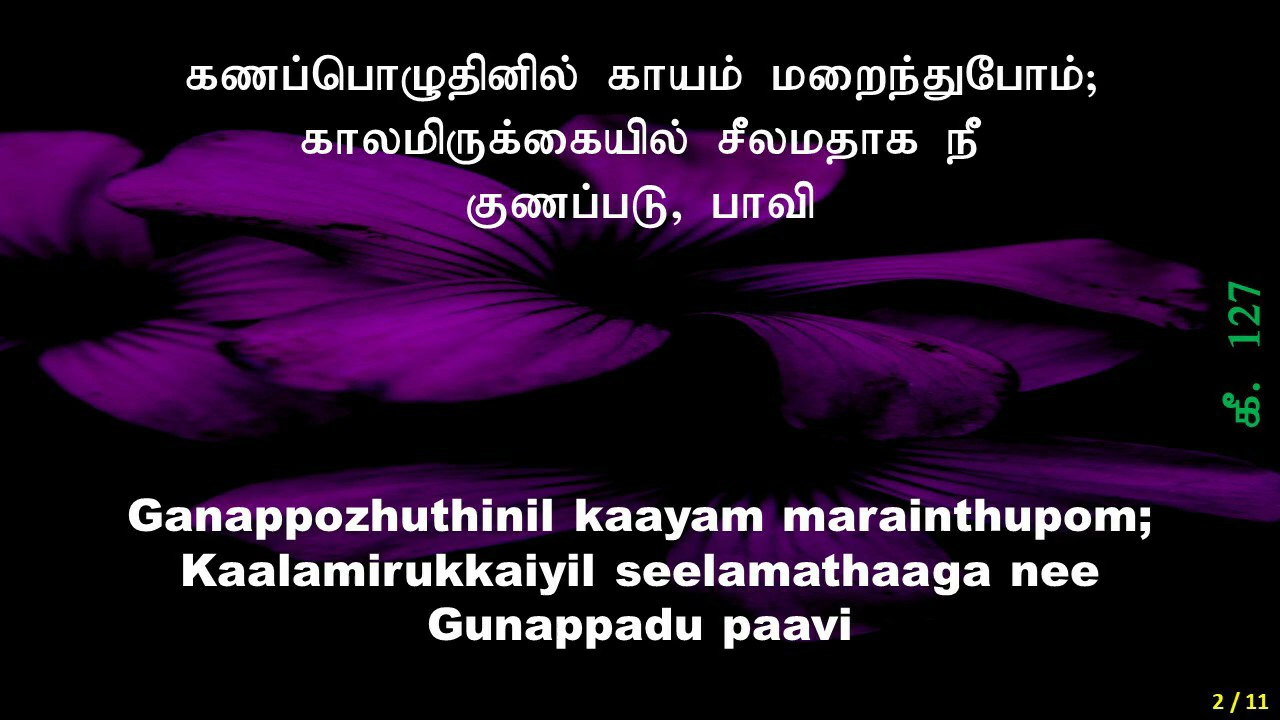 கணப்பொழுதினில் காயம் மறைந்துபோம்;
காலமிருக்கையில் சீலமதாக நீ
குணப்படு, பாவி
கீ. 127
Ganappozhuthinil kaayam marainthupom;
Kaalamirukkaiyil seelamathaaga nee
Gunappadu paavi
2 / 11